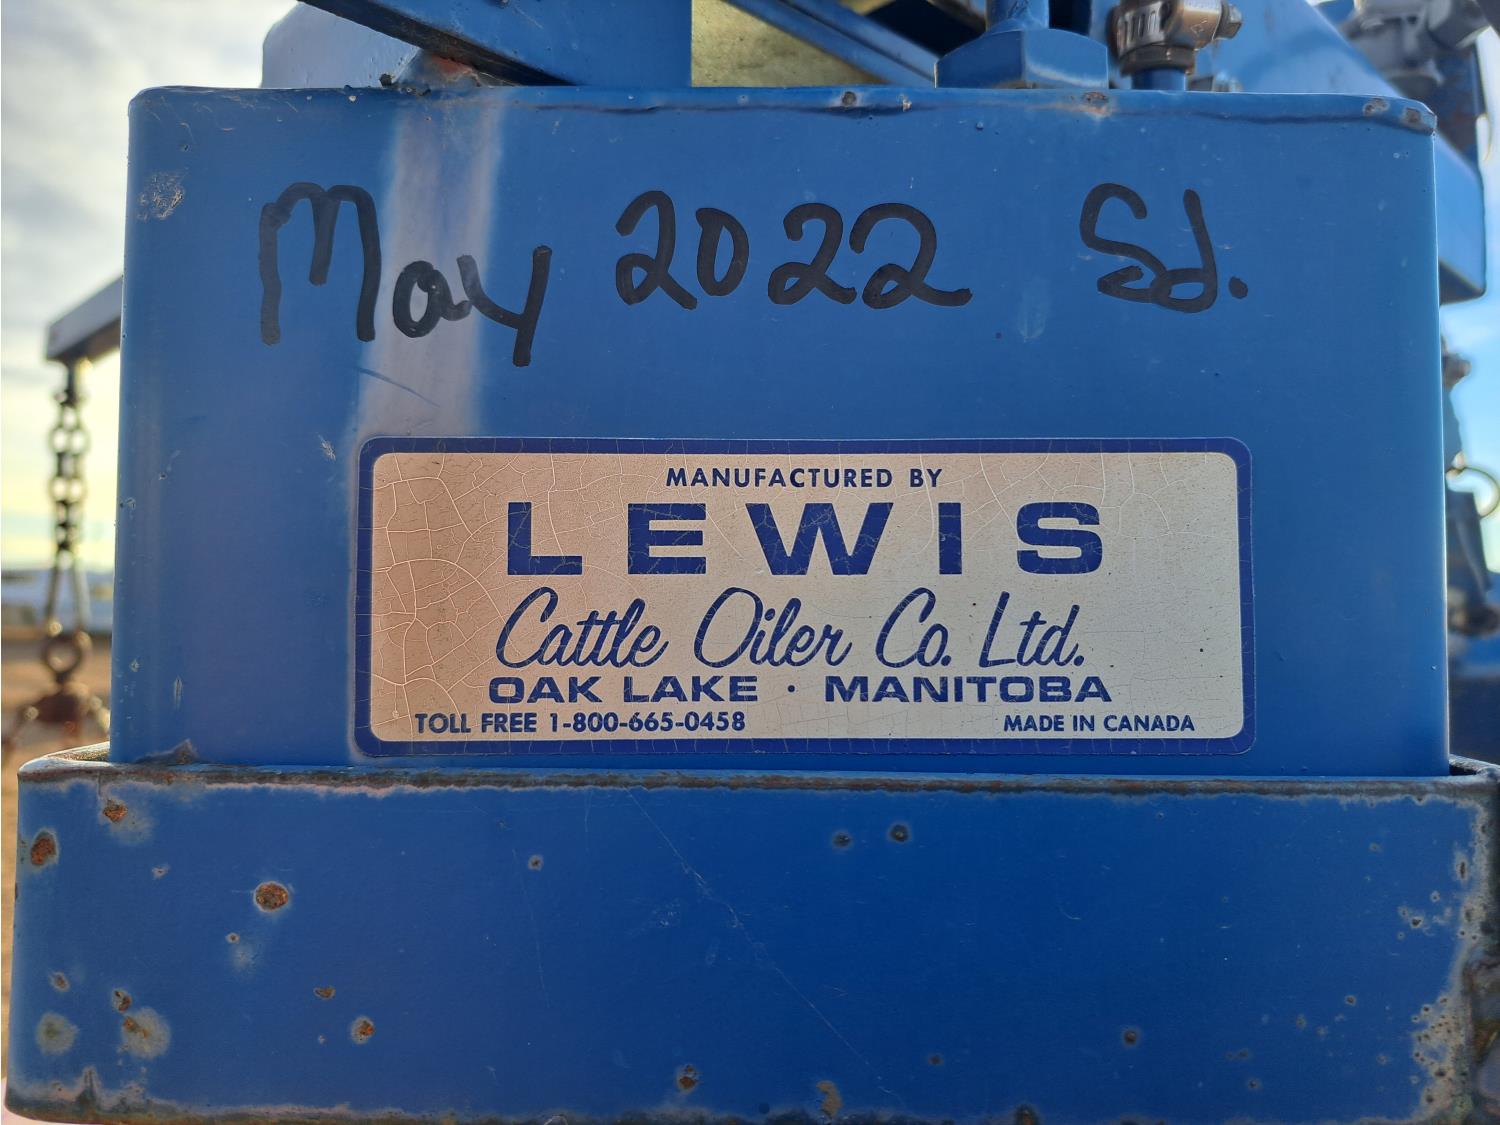 May 2022 Sd.
MANUFACTURED BY
LEWIS
Cattle Oiler Co. Ltd.
OAK LAKE · MANITOBA
TOLL FREE 1-800-665-0458 MADE IN CANADA